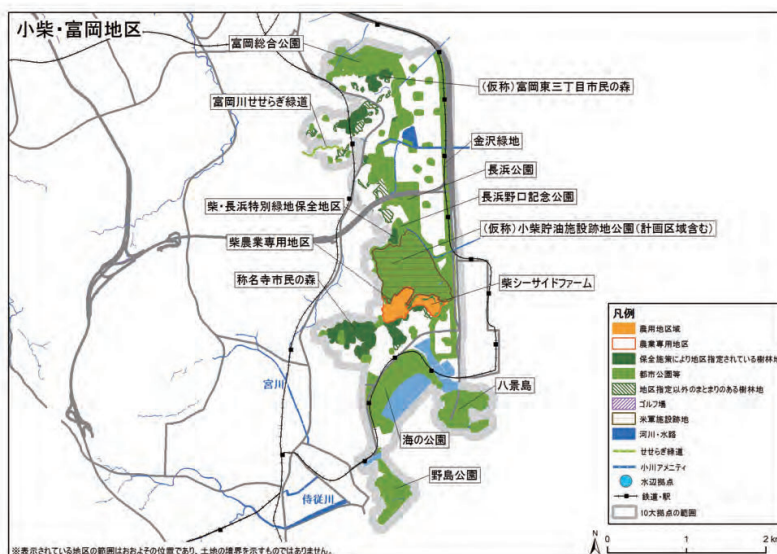 小柴・富岡地区
富岡総合公園
(仮称)富岡東三丁目市民の森
富岡川せせらぎ緑道
金沢緑地
長浜公園
柴・長浜特別緑地保全地区
長浜野口記念公園
(仮称)小柴貯油施設跡地公園(計画区域含む)
柴農業専用地区
称名寺市民の森
柴シーサイドファーム
宮川
八景島
海の公園
野島公園
侍従川
凡例
農用地区域
農業専用地区
保全施策により地区指定されている樹林地
都市公園等
地区指定以外のまとまりのある樹林地
ゴルフ場
米軍施設跡地
河川・水路
せせらぎ緑道
小川アメニティ
水辺拠点
鉄道・駅
10大拠点の範囲
N
0 1 2 km
※表示されている地区の範囲はおおよその位置であり、土地の境界を示すものではありません。